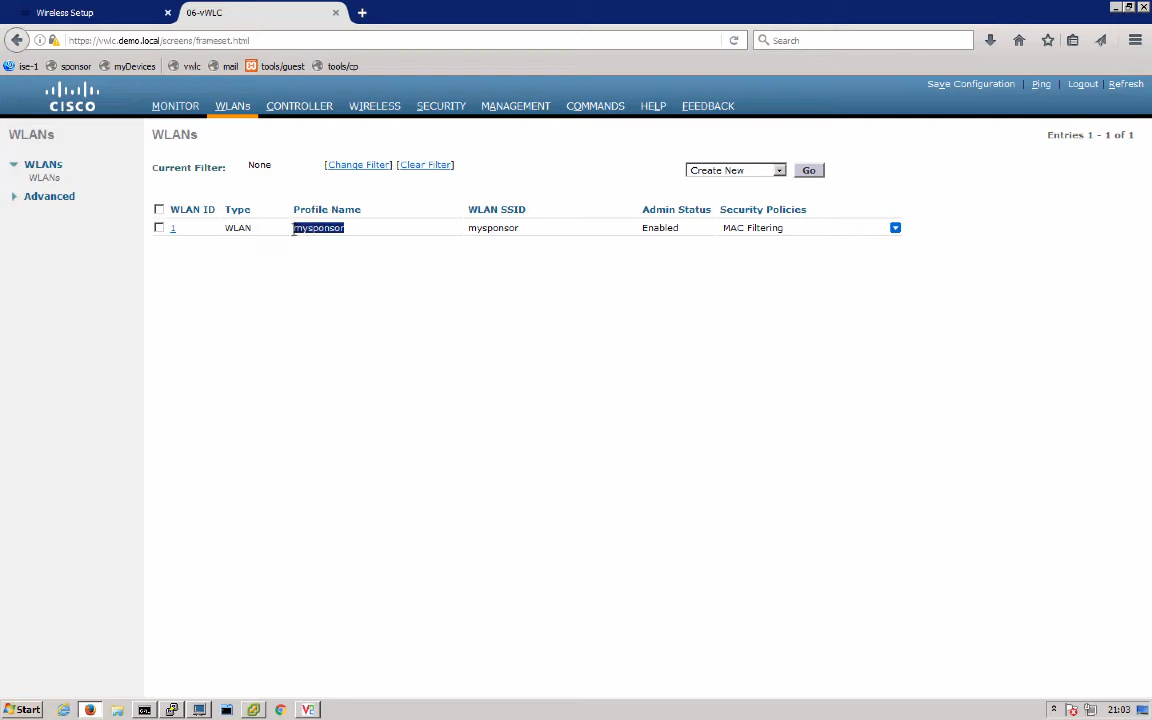 Wireless Setup
06-vWLC
https://vwlc.demo.local/screens/frameset.html
Search
ise-1 sponsor myDevices vwlc mail tools/guest tools/cp
Save Configuration Ping Logout Refresh
CISCO
MONITOR WLANs CONTROLLER WIRELESS SECURITY MANAGEMENT COMMANDS HELP FEEDBACK
WLANs
WLANs
WLANs
Advanced
WLANs
Entries 1 - 1 of 1
Current Filter: None [Change Filter] [Clear Filter]
Create New Go
WLAN ID Type Profile Name WLAN SSID Admin Status Security Policies
1 WLAN mysponsor mysponsor Enabled MAC Filtering
Start
V2
21:03